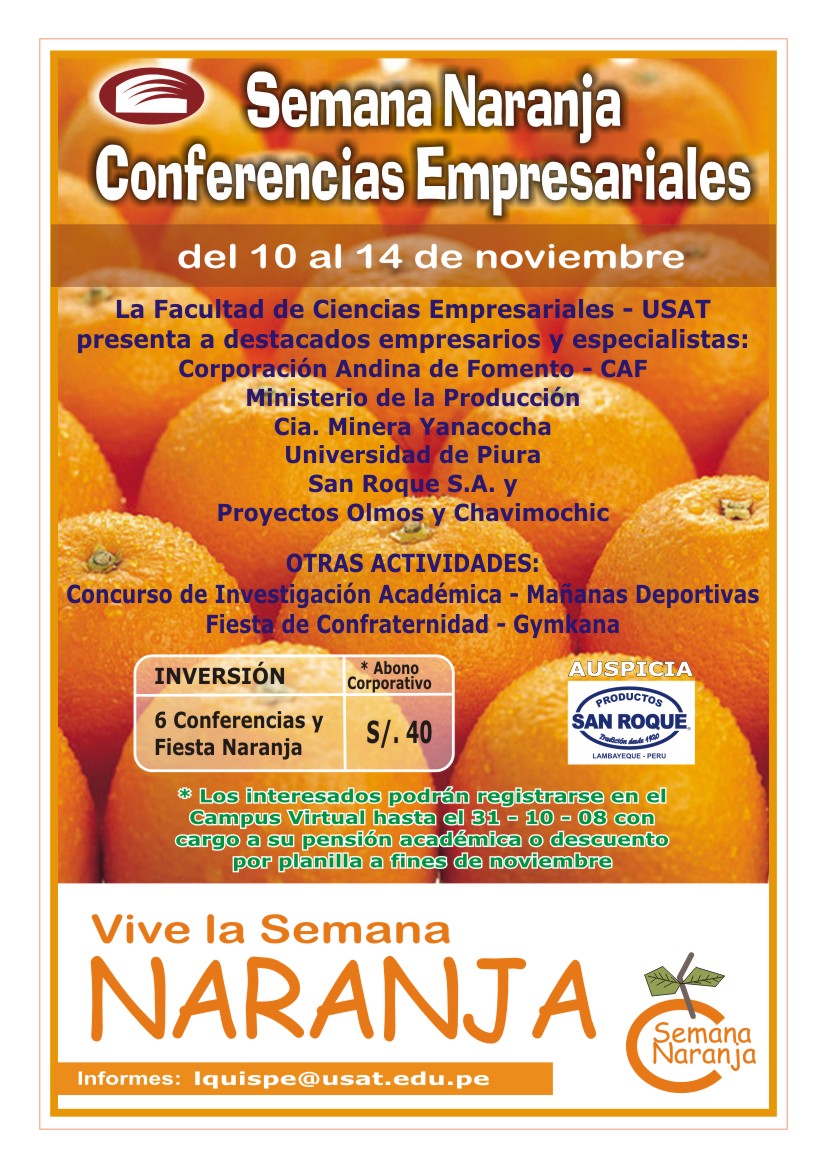 Semana Naranja
Conferencias Empresariales
del 10 al 14 de noviembre
La Facultad de Ciencias Empresariales - USAT
presenta a destacados empresarios y especialistas:
Corporación Andina de Fomento - CAF
Ministerio de la Producción
Cia. Minera Yanacocha
Universidad de Piura
San Roque S.A. y
Proyectos Olmos y Chavimochic
OTRAS ACTIVIDADES:
Concurso de Investigación Académica - Mañanas Deportivas
Fiesta de Confraternidad - Gymkana
INVERSIÓN
* Abono
Corporativo
6 Conferencias y
Fiesta Naranja
S/. 40
AUSPICIA
PRODUCTOS
SAN ROQUE
Tradición desde 1920
LAMBAYEQUE - PERU
* Los interesados podrán registrarse en el
Campus Virtual hasta el 31 - 10 - 08 con
cargo a su pensión académica o descuento
por planilla a fines de noviembre
Vive la Semana
NARANJA
Semana
Naranja
Informes: lquispe@usat.edu.pe